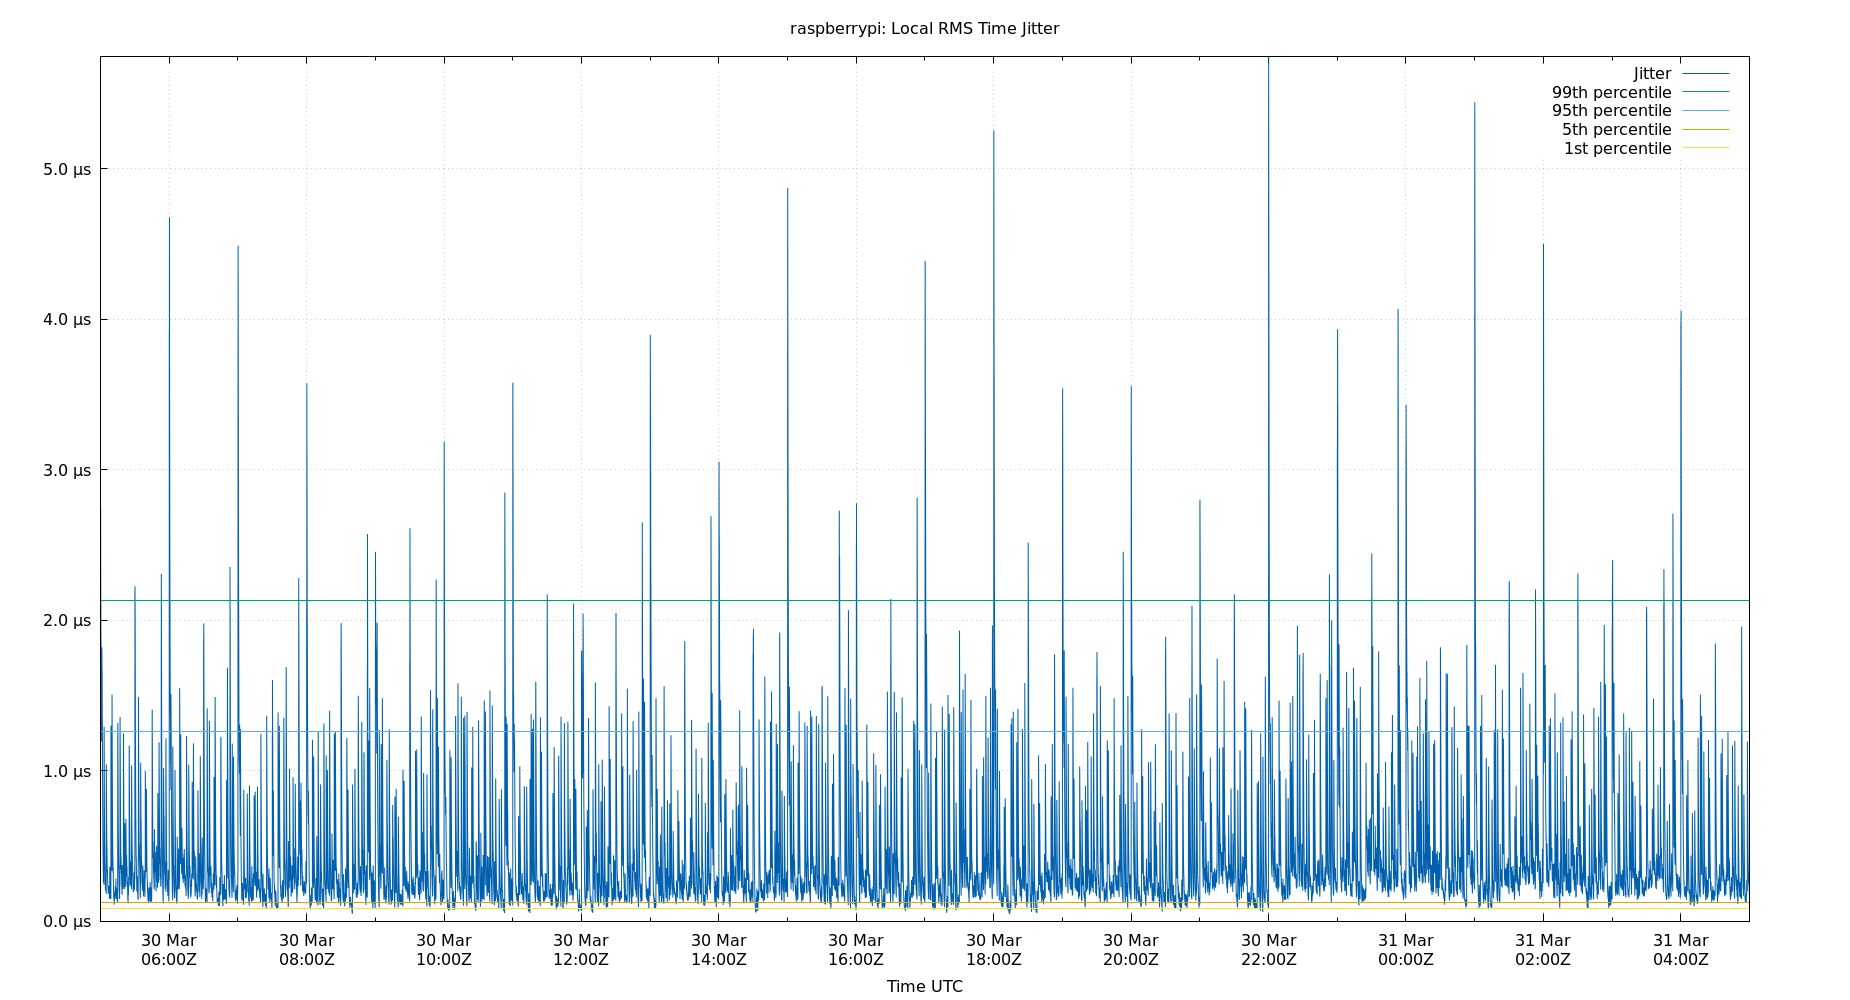 raspberrypi: Local RMS Time Jitter
Jitter
99th percentile
95th percentile
5th percentile
1st percentile
5.0 µs
4.0 µs
3.0 µs
2.0 µs
1.0 µs
0.0 µs
30 Mar 30 Mar 30 Mar 30 Mar 30 Mar 30 Mar 30 Mar 30 Mar 30 Mar 31 Mar 31 Mar 31 Mar
06:00Z 08:00Z 10:00Z 12:00Z 14:00Z 16:00Z 18:00Z 20:00Z 22:00Z 00:00Z 02:00Z 04:00Z
Time UTC